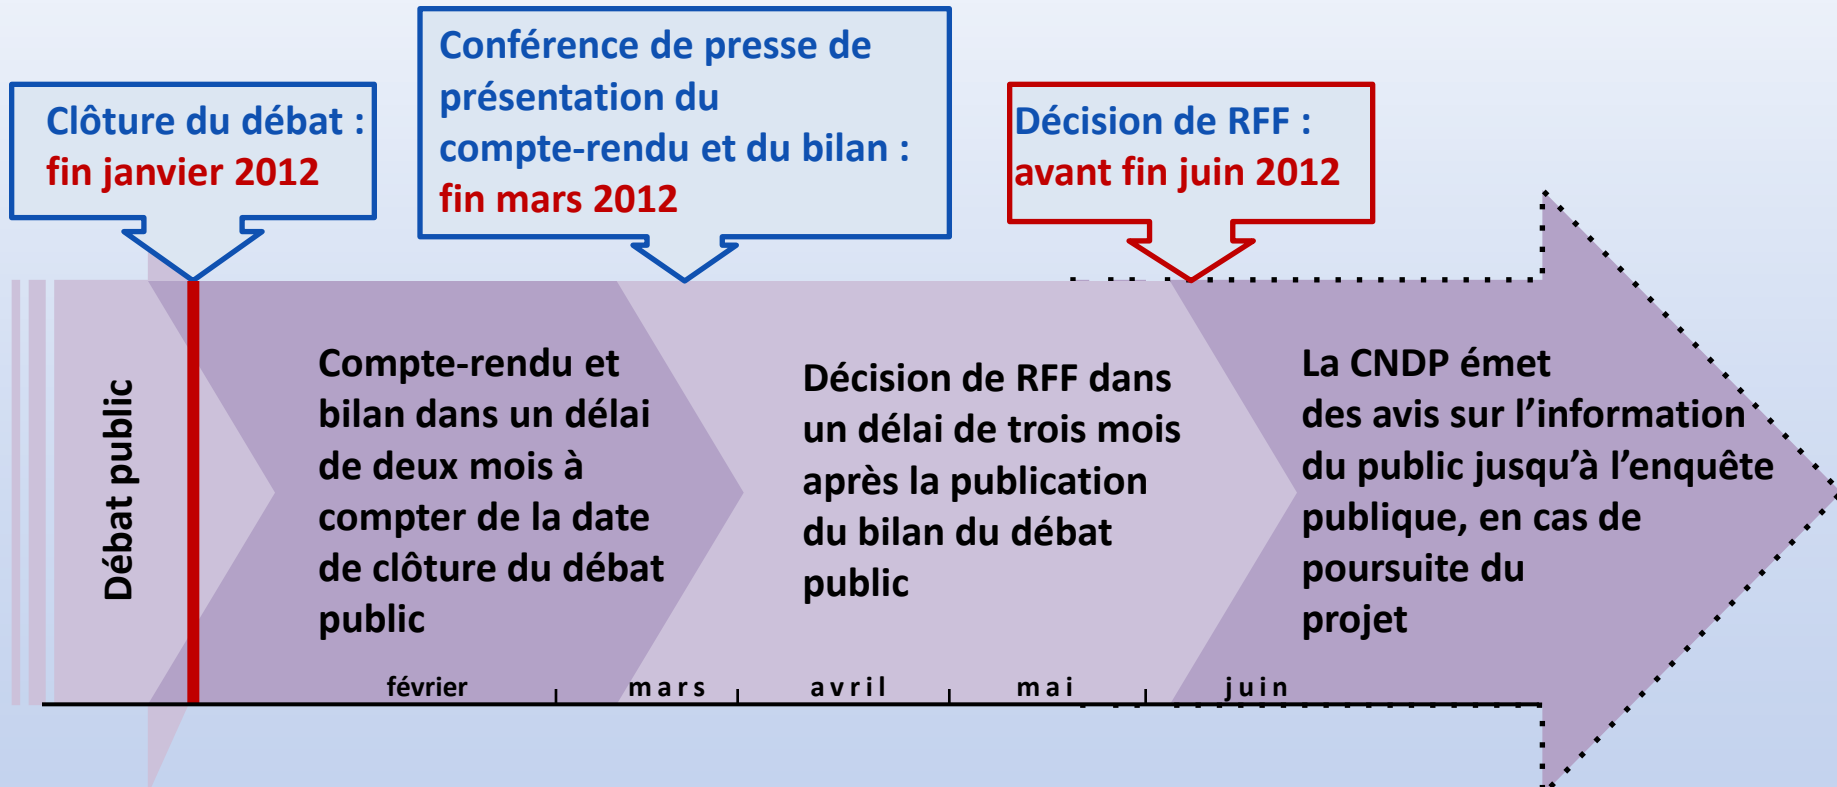 Clôture du débat :
fin janvier 2012
Conférence de presse de
présentation du
compte-rendu et du bilan :
fin mars 2012
Décision de RFF :
avant fin juin 2012
Débat public
Compte-rendu et
bilan dans un délai
de deux mois à
compter de la date
de clôture du débat
public
Décision de RFF dans
un délai de trois mois
après la publication
du bilan du débat
public
La CNDP émet
des avis sur l’information
du public jusqu’à l’enquête
publique, en cas de
poursuite du
projet
février mars avril mai juin